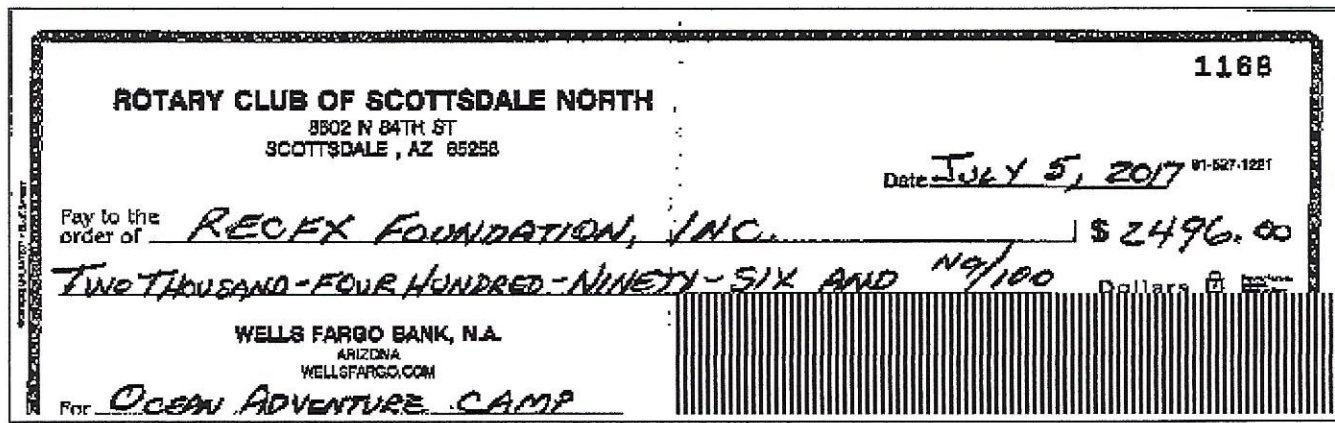 1168
ROTARY CLUB OF SCOTTSDALE NORTH
8502 N 84TH ST
SCOTTSDALE , AZ 85258
Date JULY 5, 2017 91-527-1221
Pay to the order of RECFX FOUNDATION, INC. $ 2496.00
TWO THOUSAND-FOUR HUNDRED-NINETY-SIX AND NO/100 Dollars
WELLS FARGO BANK, N.A.
ARIZONA
WELLSFARGO.COM
For OCEAN ADVENTURE CAMP